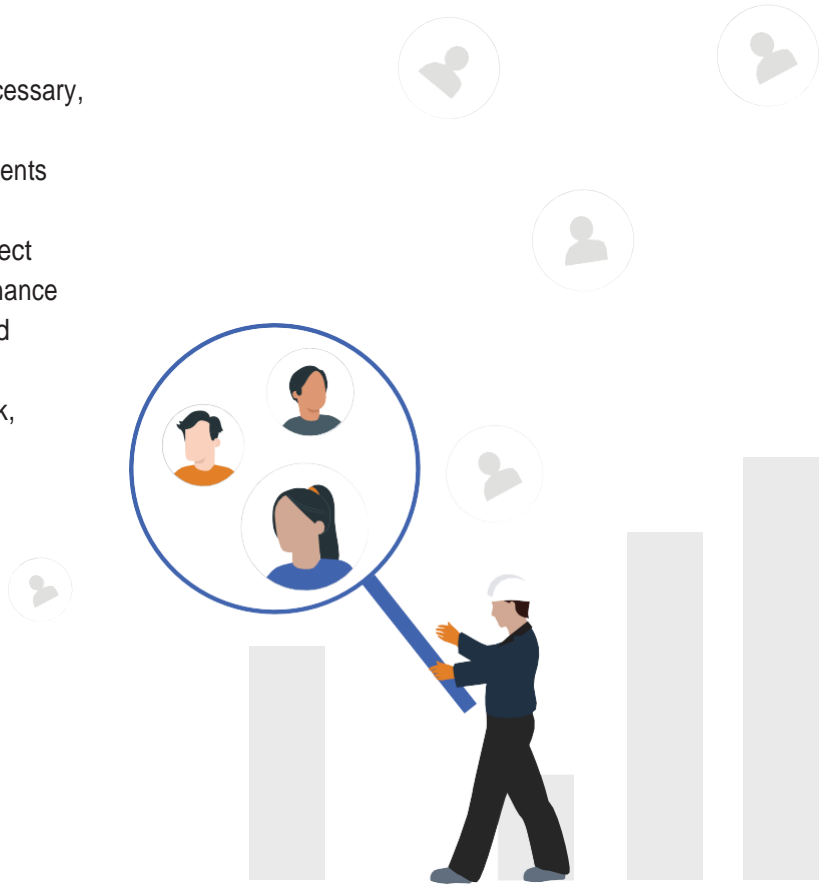 cessary,
ents
ect
nance
d
k,